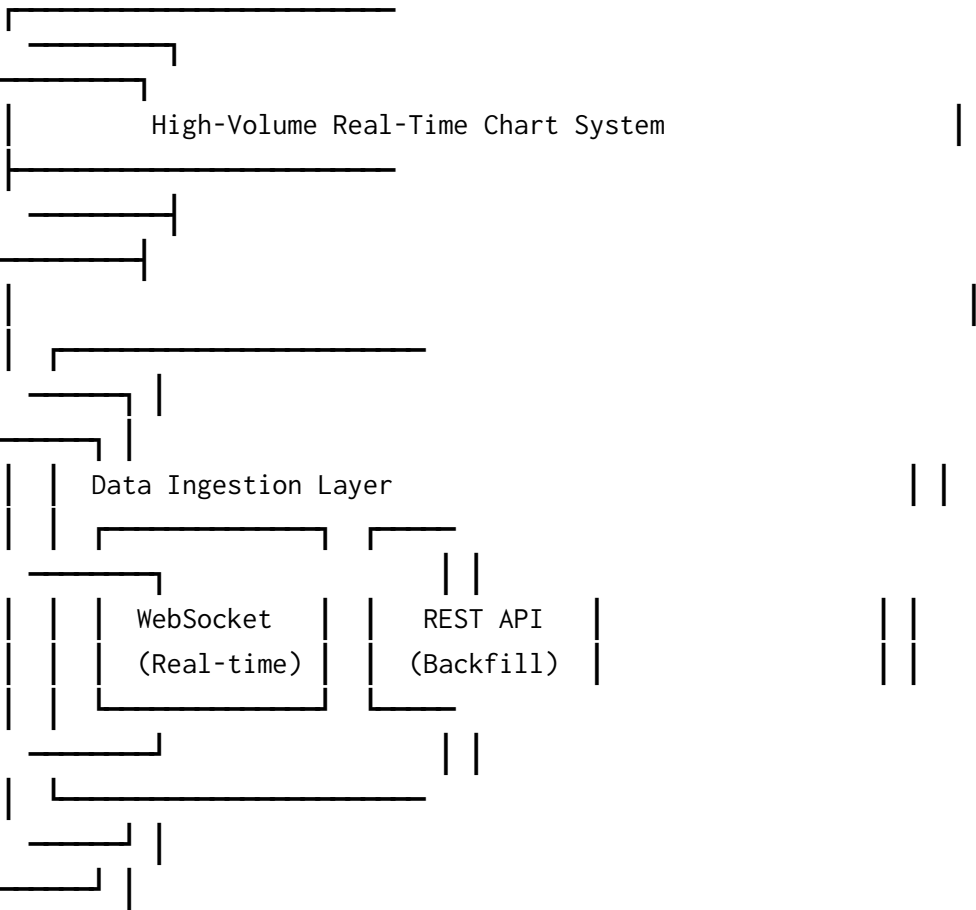 High-Volume Real-Time Chart System
Data Ingestion Layer
WebSocket REST API
(Real-time) (Backfill)